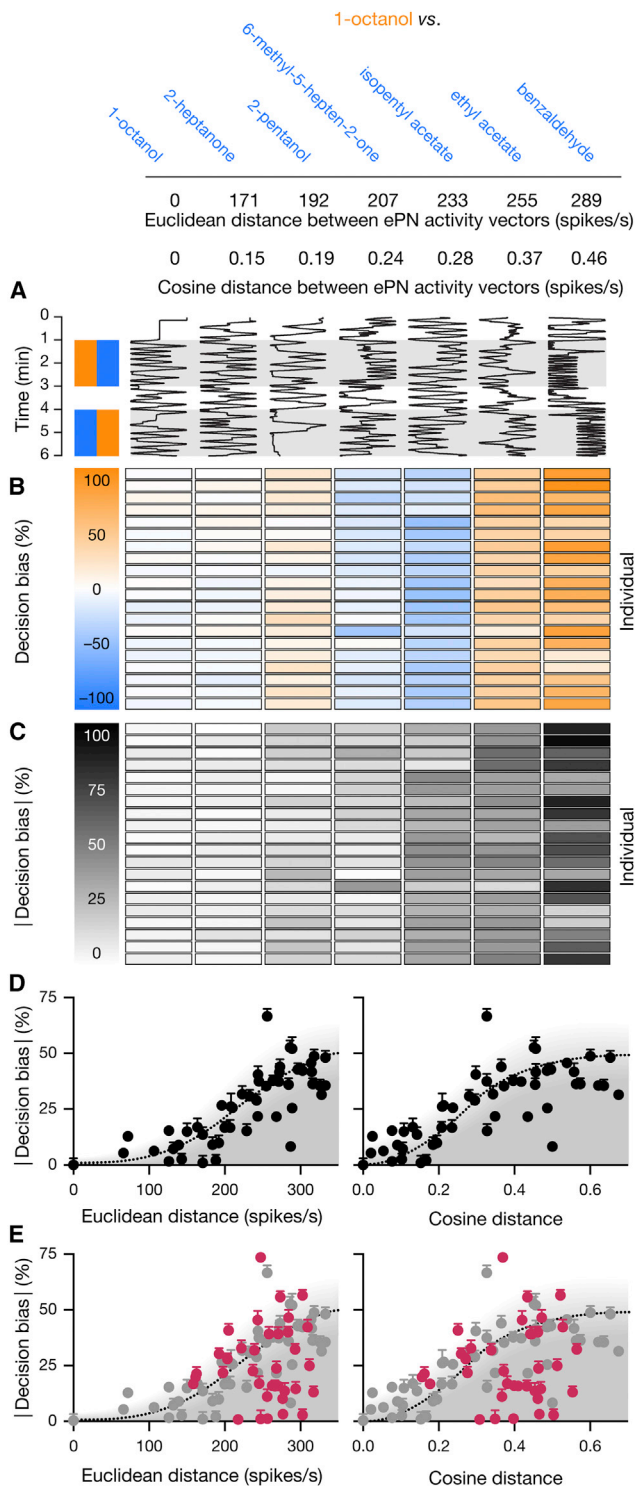 1-octanol vs.
1-octanol
2-heptanone
2-pentanol
6-methyl-5-hepten-2-one
isopentyl acetate
ethyl acetate
benzaldehyde
0 171 192 207 233 255 289
Euclidean distance between ePN activity vectors (spikes/s)
0 0.15 0.19 0.24 0.28 0.37 0.46
Cosine distance between ePN activity vectors (spikes/s)
A
Time (min)
0
1
2
3
4
5
6
B
Decision bias (%)
100
50
0
−50
−100
Individual
C
| Decision bias | (%)
100
75
50
25
0
Individual
D
| Decision bias | (%)
75
50
25
0
0 100 200 300
Euclidean distance (spikes/s)
0.0 0.2 0.4 0.6
Cosine distance
E
| Decision bias | (%)
75
50
25
0
0 100 200 300
Euclidean distance (spikes/s)
0.0 0.2 0.4 0.6
Cosine distance